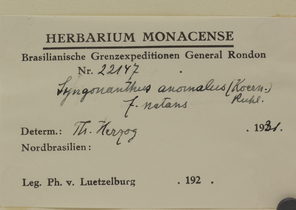 HERBARIUM MONACENSE
Brasilianische Grenzexpeditionen General Rondon
Nr. 22147
Syngonanthus anomalus (Koern.) Ruhl.
f. natans
Determ.: Th. Herzog . 1931.
Nordbrasilien:
Leg. Ph. v. Luetzelburg . 192 .